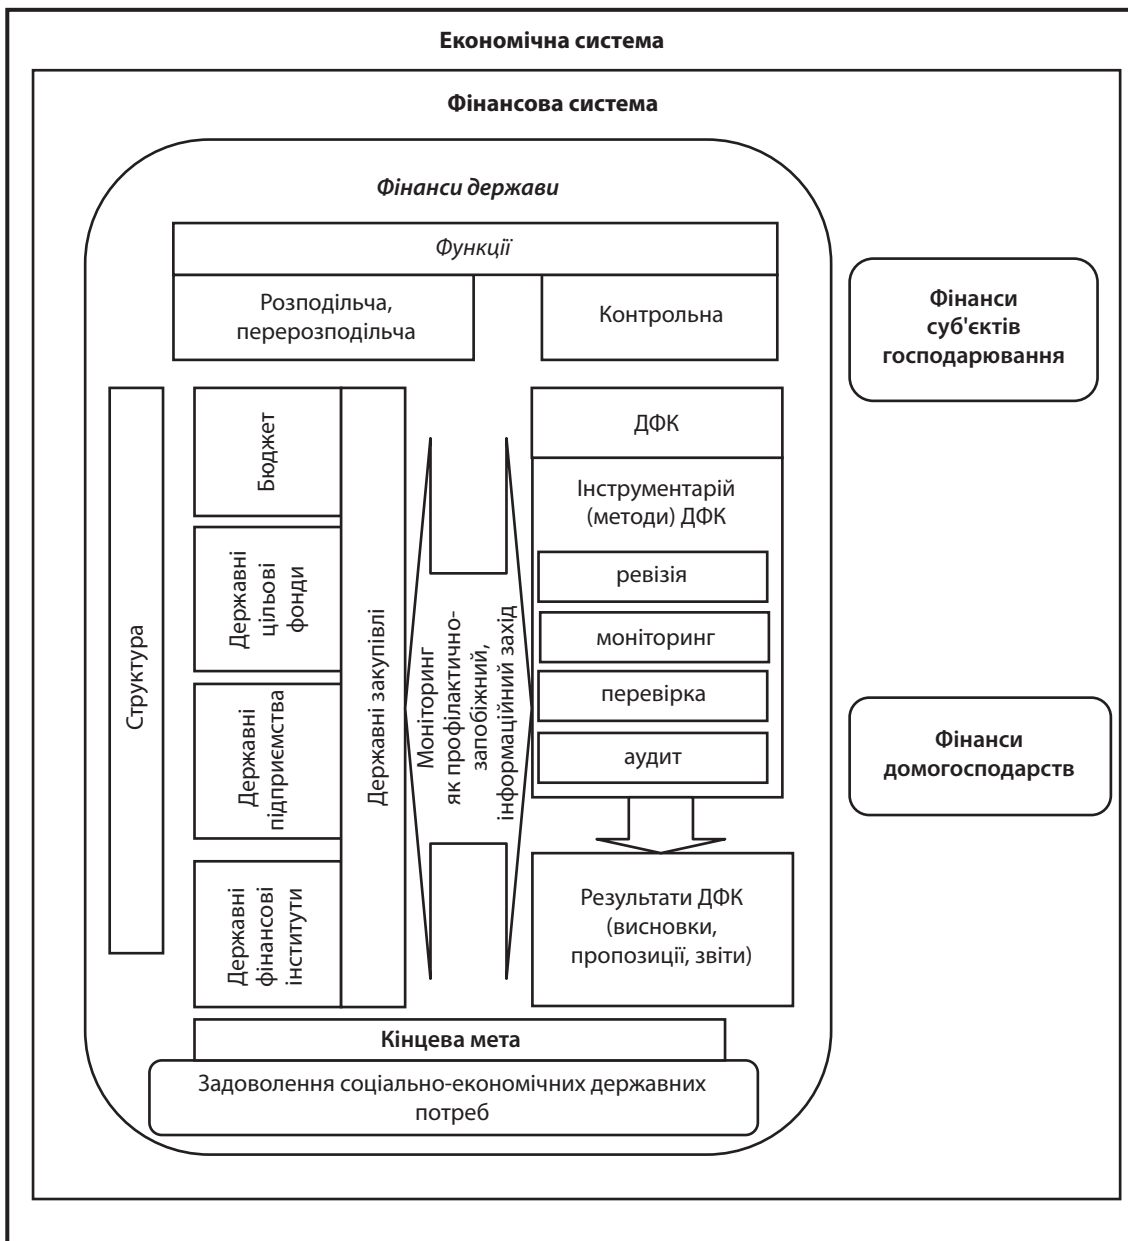 Економічна система
Фінансова система
Фінанси держави
Функції
Розподільча,
перерозподільча
Контрольна
Фінанси
суб'єктів
господарювання
Структура
Бюджет
Державні
цільові
фонди
Державні
підприємства
Державні
фінансові
інститути
Державні закупівлі
Моніторинг
як профілактично-
запобіжний,
інформаційний захід
ДФК
Інструментарій
(методи) ДФК
ревізія
моніторинг
перевірка
аудит
Результати ДФК
(висновки,
пропозиції, звіти)
Фінанси
домогосподарств
Кінцева мета
Задоволення соціально-економічних державних
потреб